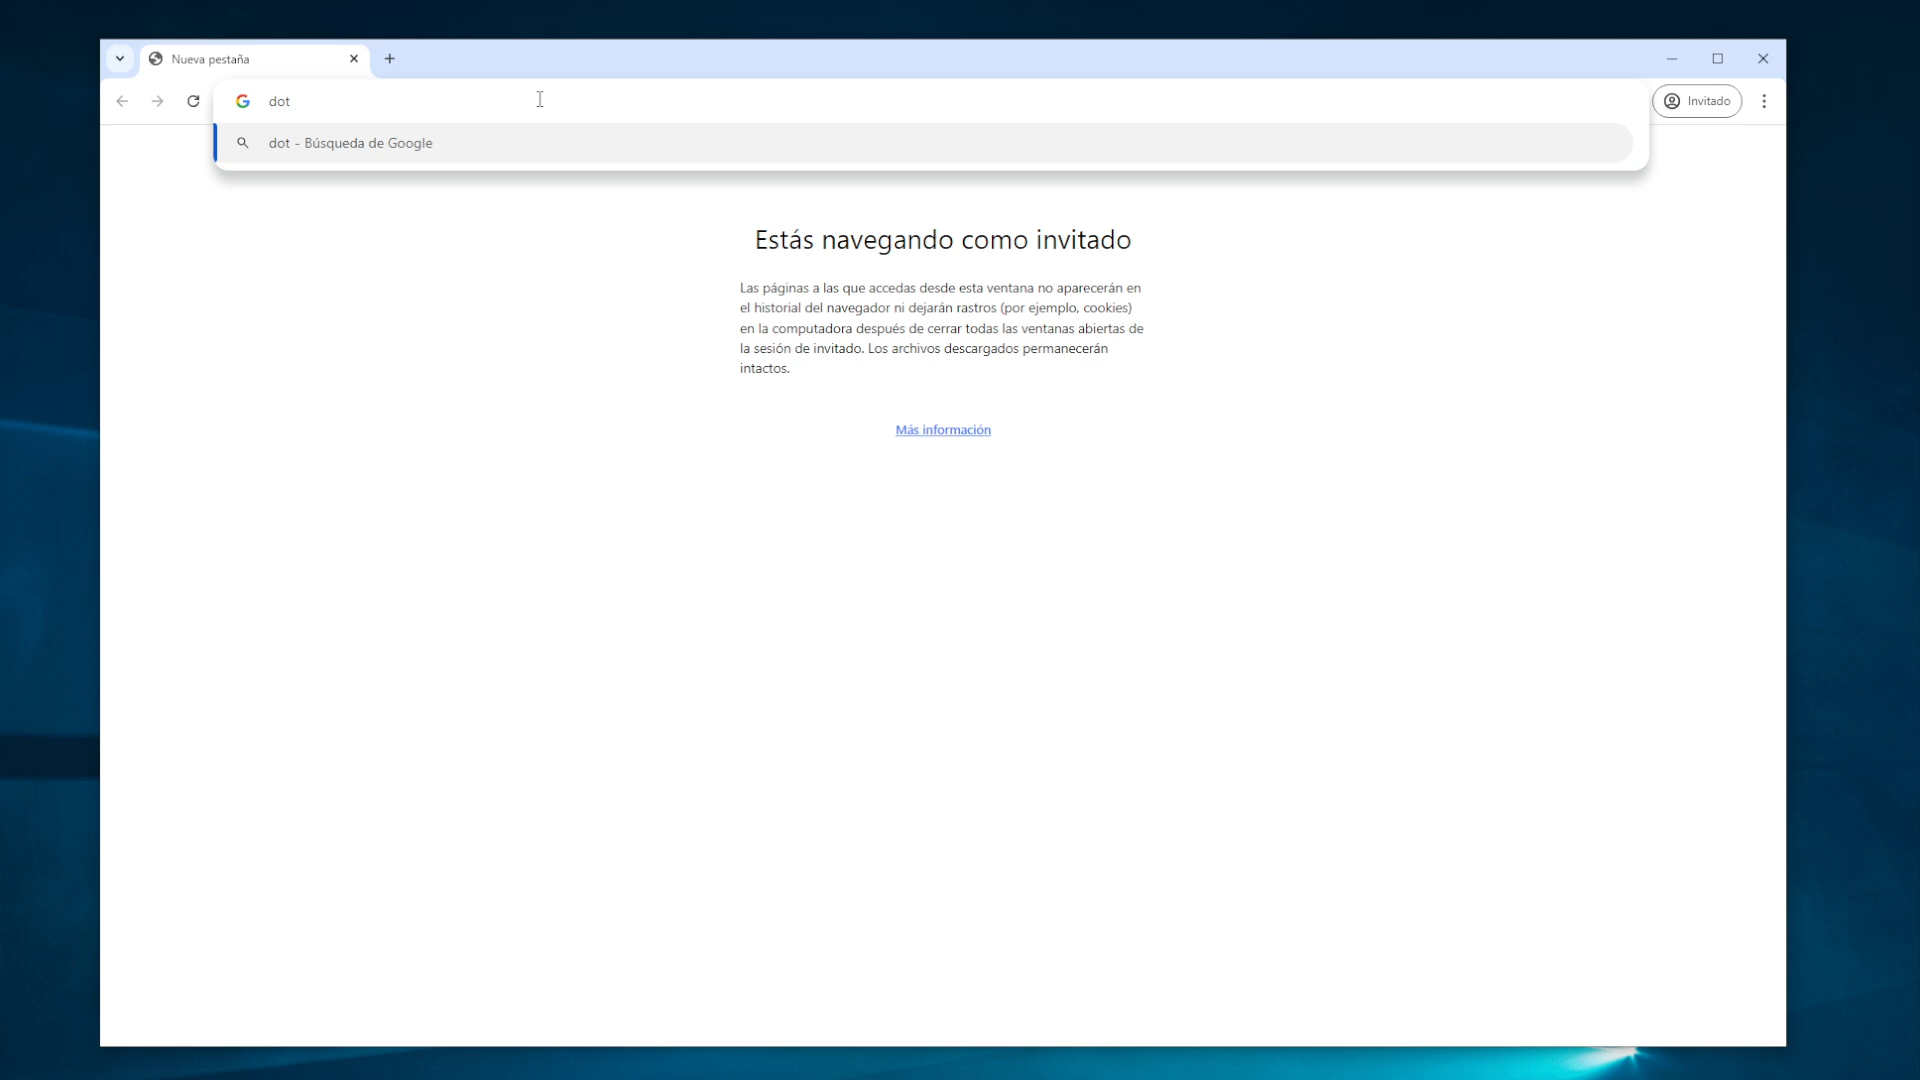 Nueva pestaña
dot
Invitado
dot - Búsqueda de Google
Estás navegando como invitado
Las páginas a las que accedas desde esta ventana no aparecerán en
el historial del navegador ni dejarán rastros (por ejemplo, cookies)
en la computadora después de cerrar todas las ventanas abiertas de
la sesión de invitado. Los archivos descargados permanecerán
intactos.
Más información